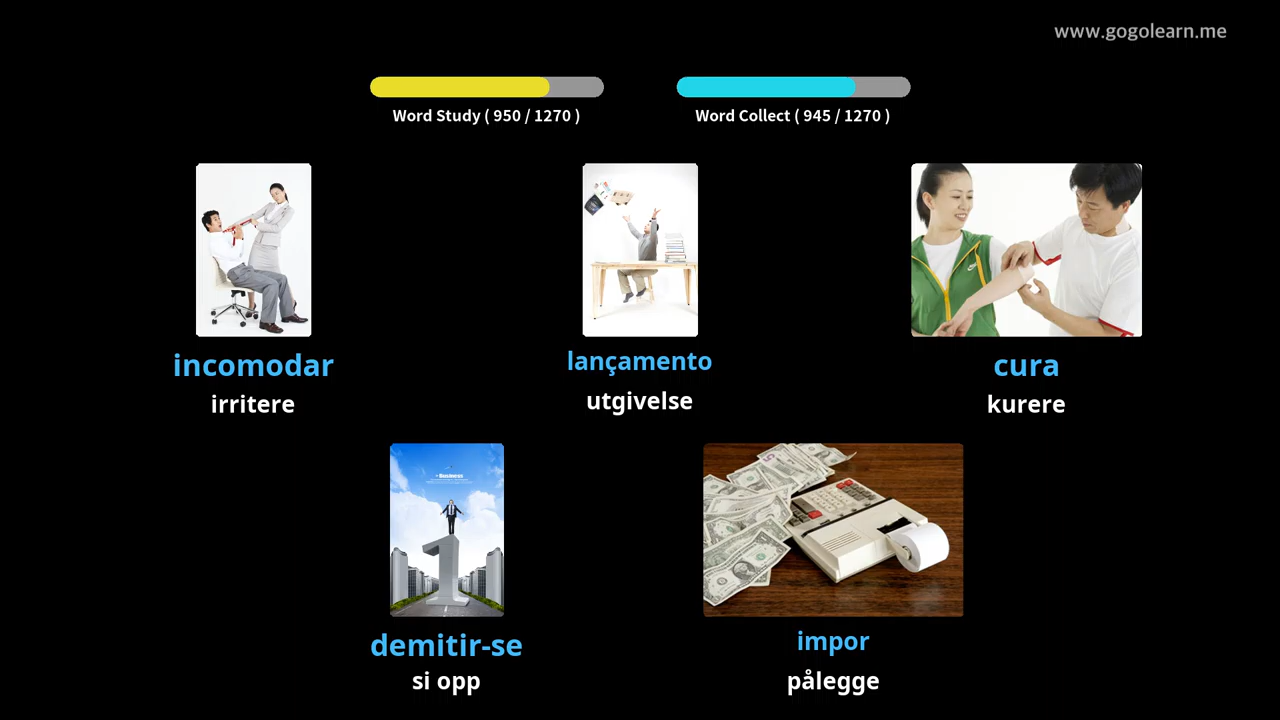 www.gogolearn.me
Word Study ( 950 / 1270 )
Word Collect ( 945 / 1270 )
incomodar
irritere
lançamento
utgivelse
cura
kurere
Business
demitir-se
si opp
impor
pålegge